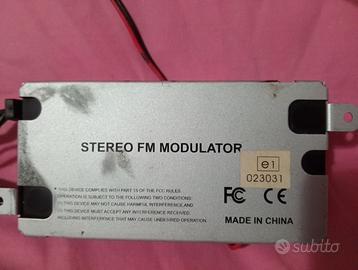 STEREO FM MODULATOR
e1
023031
THIS DEVICE COMPLIES WITH PART 15 OF THE FCC RULES
OPERATION IS SUBJECT TO THE FOLLOWING TWO CONDITIONS:
(1) THIS DEVICE MAY NOT CAUSE HARMFUL INTERFERENCE, AND
(2) THIS DEVICE MUST ACCEPT ANY INTERFERENCE RECEIVED,
INCLUDING INTERFERENCE THAT MAY CAUSE UNDESIRED OPERATION.
FC CE
MADE IN CHINA
subito